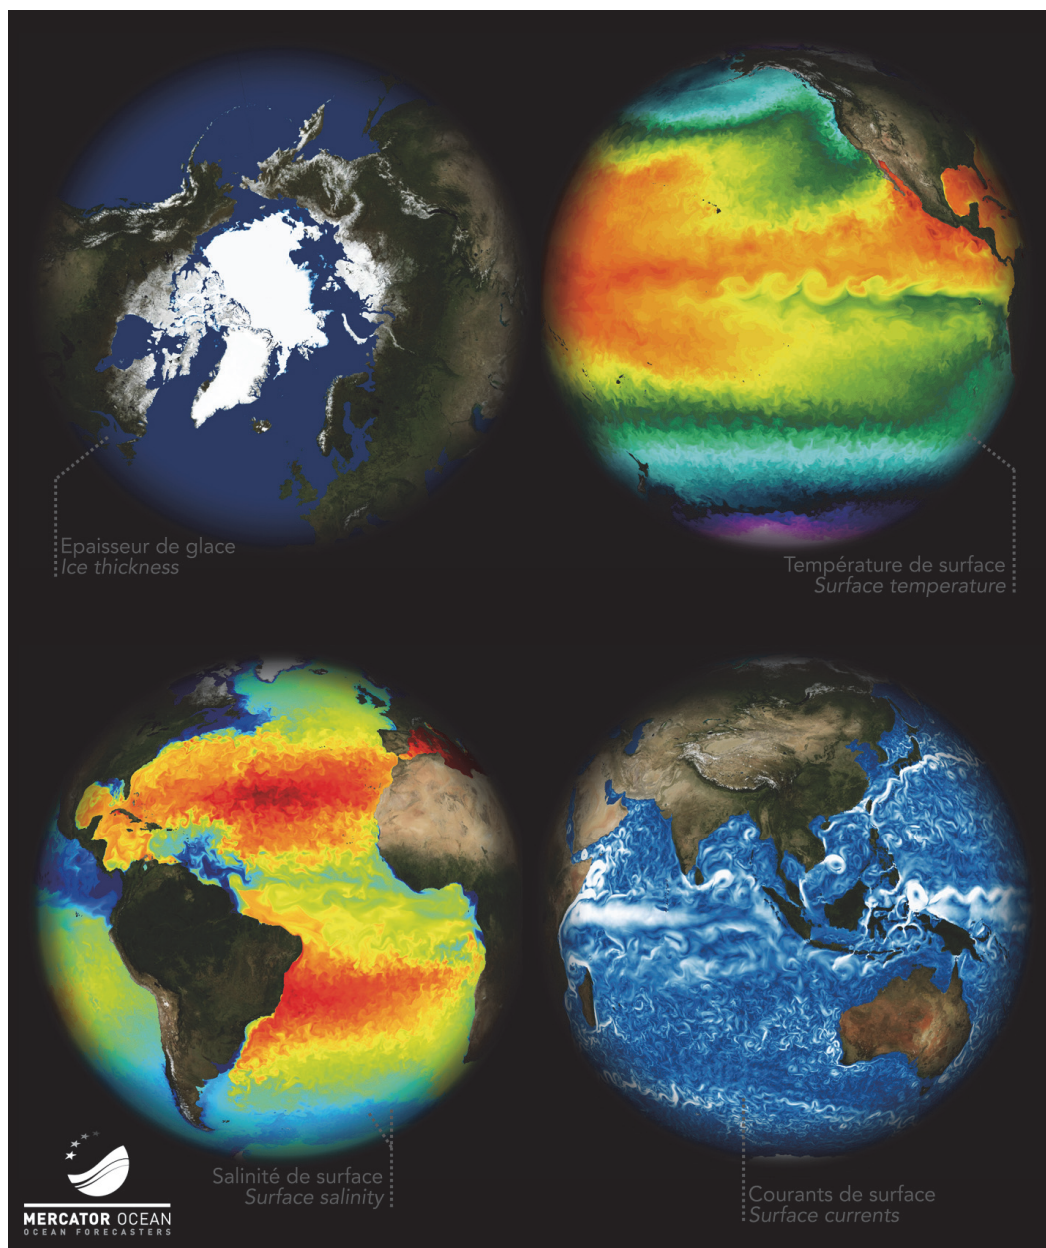 Epaisseur de glace
Ice thickness
Température de surface
Surface temperature
Salinité de surface
Surface salinity
Courants de surface
Surface currents
MERCATOR OCEAN
OCEAN FORECASTERS